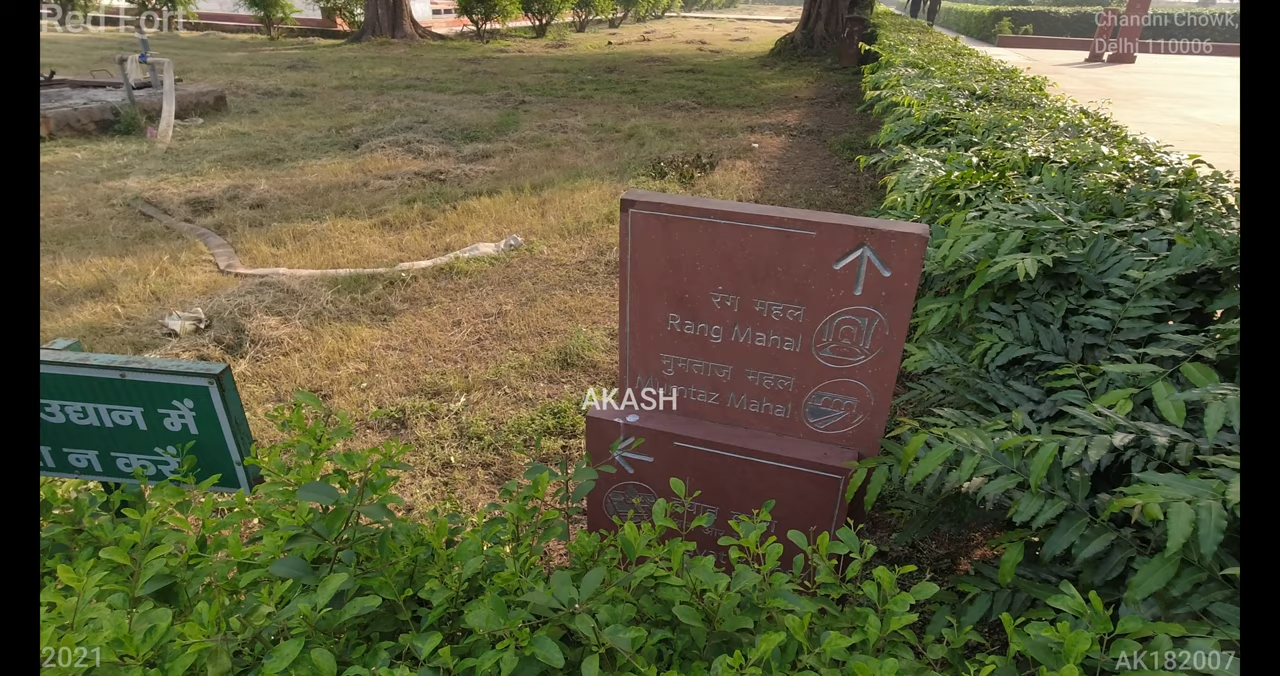 Red Fort
Chandni Chowk,
Delhi 110006
रंग महल
Rang Mahal
मुमताज़ महल
Mumtaz Mahal
AKASH
उद्यान में
न करें
2021
AK182007